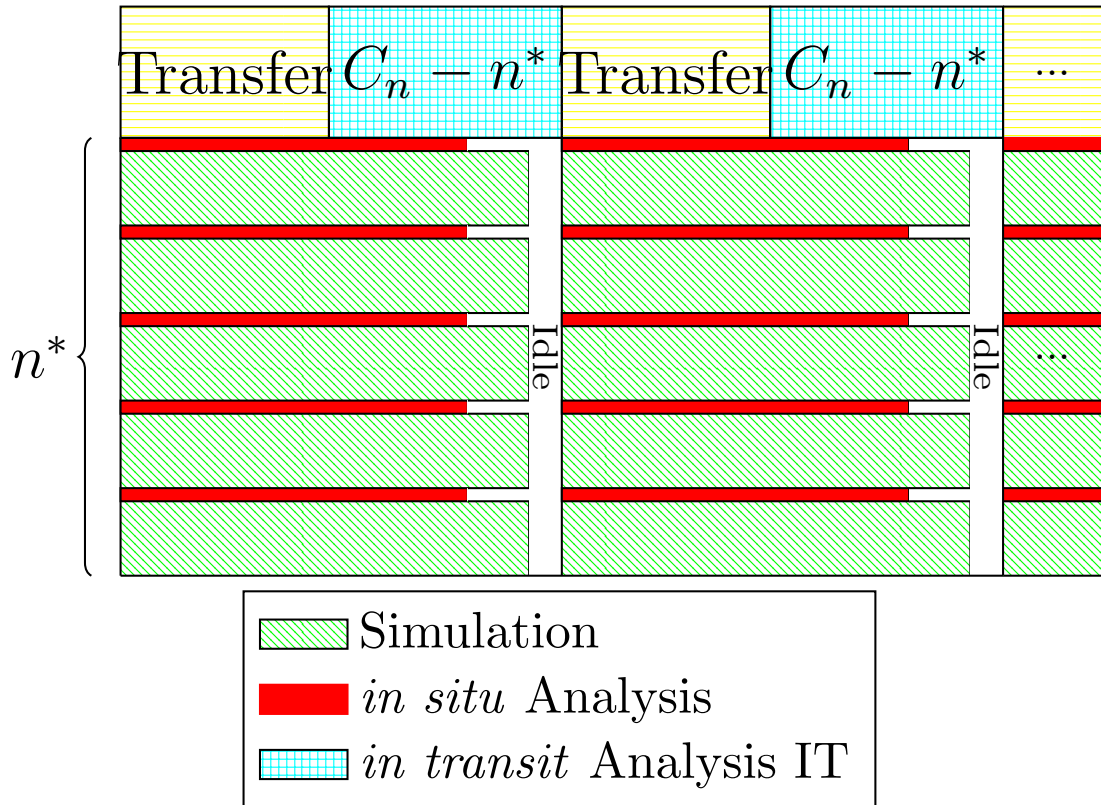 Transfer C_n − n* Transfer C_n − n* ...
n*
Idle Idle ...
Simulation
in situ Analysis
in transit Analysis IT